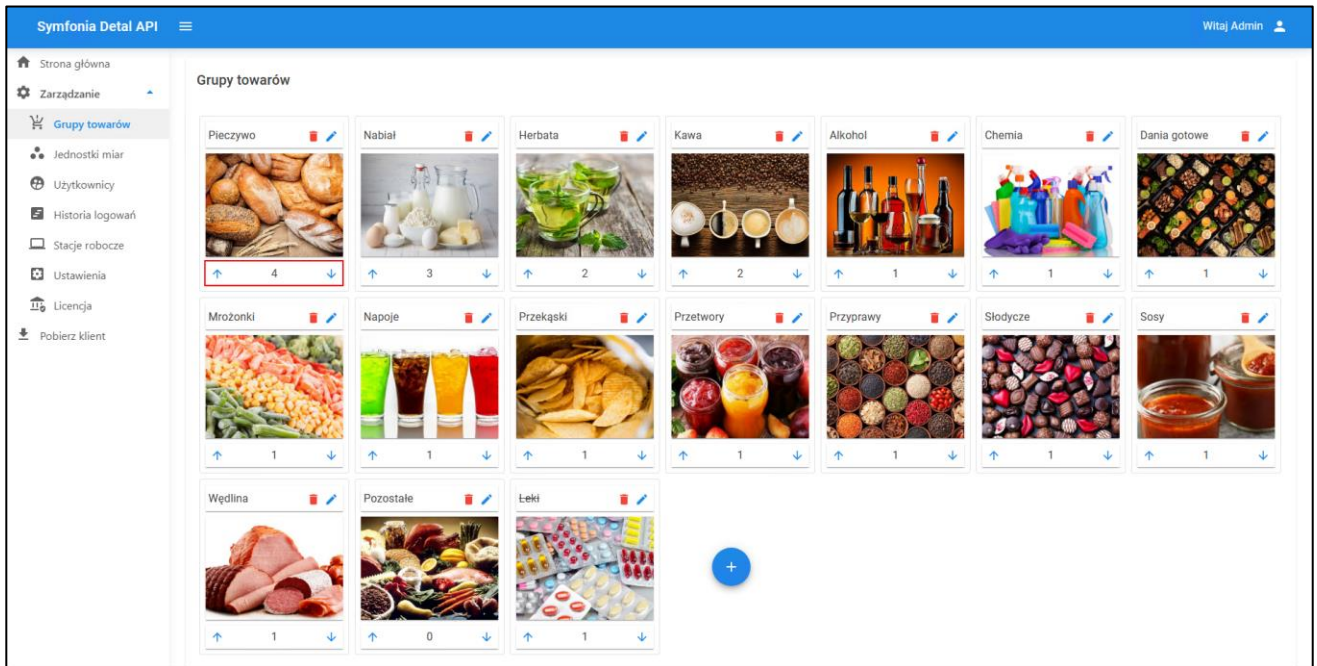 Symfonia Detal API
Witaj Admin
Strona główna
Zarządzanie
Grupy towarów
Jednostki miar
Użytkownicy
Historia logowań
Stacje robocze
Ustawienia
Licencja
Pobierz klient
Grupy towarów
Pieczywo Nabiał Herbata Kawa Alkohol Chemia Dania gotowe
4 3 2 2 1 1 1
Mrożonki Napoje Przekąski Przetwory Przyprawy Słodycze Sosy
1 1 1 1 1 1 1
Wędlina Pozostałe Leki
1 0 1